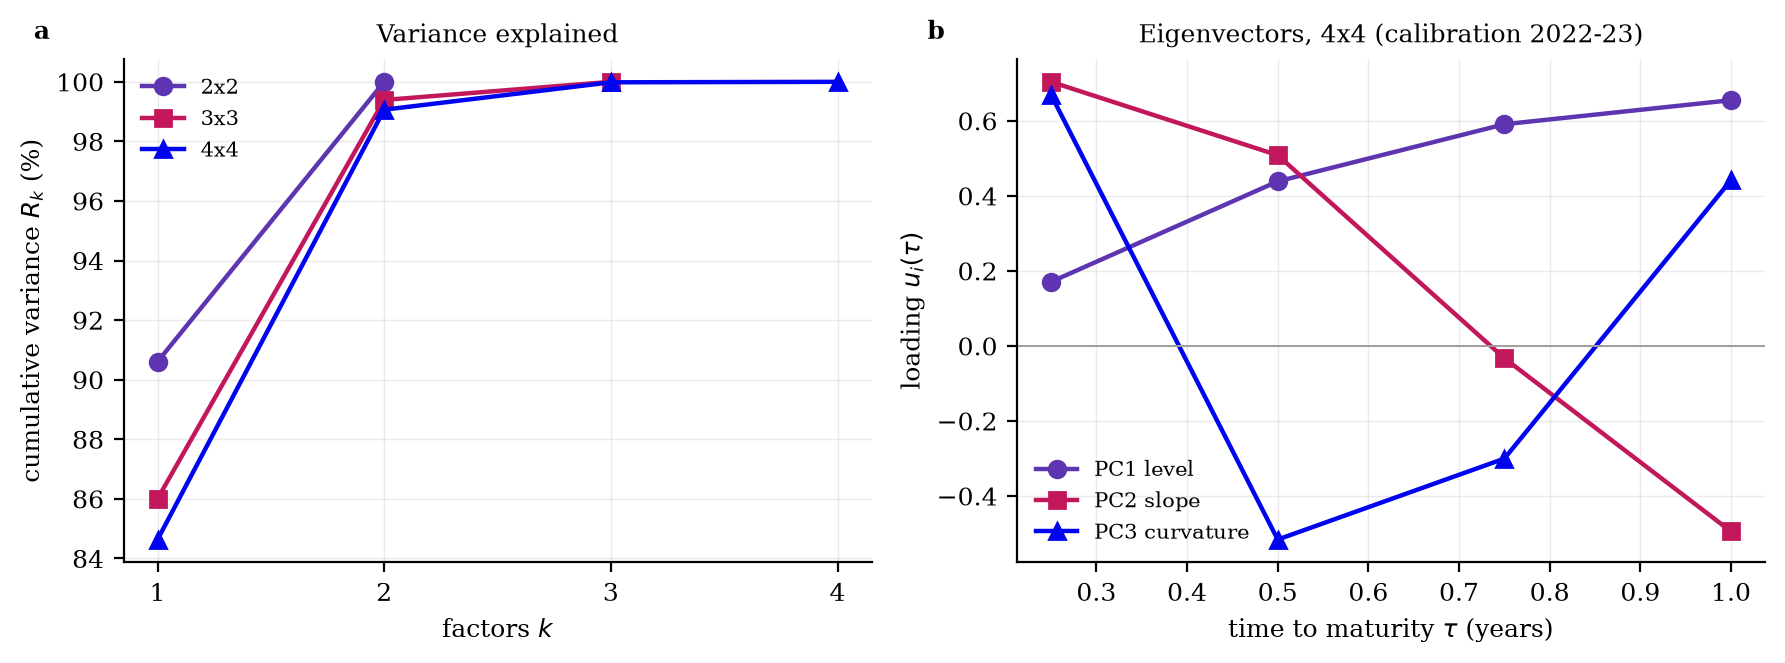 a
Variance explained
cumulative variance R_k (%)
100
98
96
94
92
90
88
86
84
2x2
3x3
4x4
1 2 3 4
factors k
b
Eigenvectors, 4x4 (calibration 2022-23)
loading u_i(τ)
0.6
0.4
0.2
0.0
−0.2
−0.4
PC1 level
PC2 slope
PC3 curvature
0.3 0.4 0.5 0.6 0.7 0.8 0.9 1.0
time to maturity τ (years)